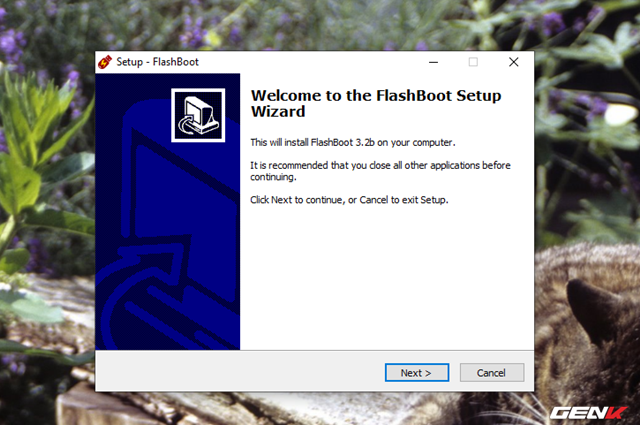 Setup - FlashBoot
Welcome to the FlashBoot Setup
Wizard
This will install FlashBoot 3.2b on your computer.
It is recommended that you close all other applications before
continuing.
Click Next to continue, or Cancel to exit Setup.
Next >
Cancel
GENK